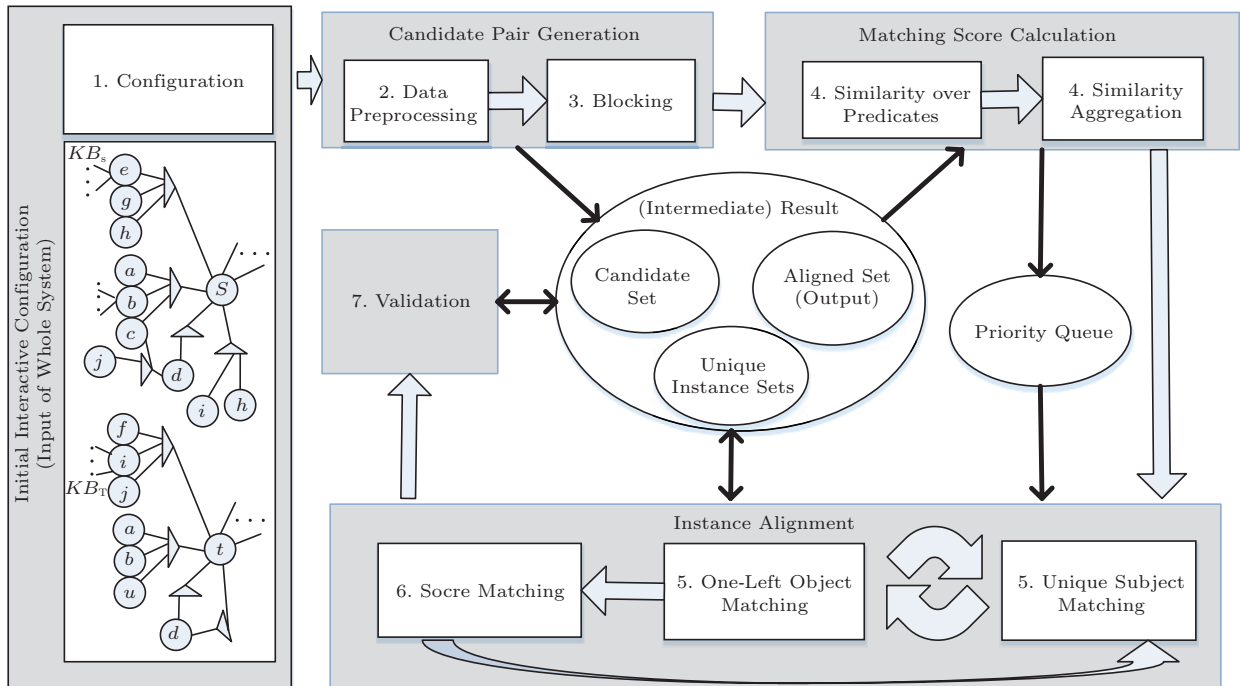 Initial Interactive Configuration
(Input of Whole System)
1. Configuration
KBs
e
g
h
a
b
c
S
j
d
i
h
f
i
KBT
j
a
b
u
t
d
Candidate Pair Generation
2. Data
Preprocessing
3. Blocking
Matching Score Calculation
4. Similarity over
Predicates
4. Similarity
Aggregation
(Intermediate) Result
Candidate
Set
Aligned Set
(Output)
Unique
Instance Sets
7. Validation
Priority Queue
Instance Alignment
6. Socre Matching
5. One-Left Object
Matching
5. Unique Subject
Matching